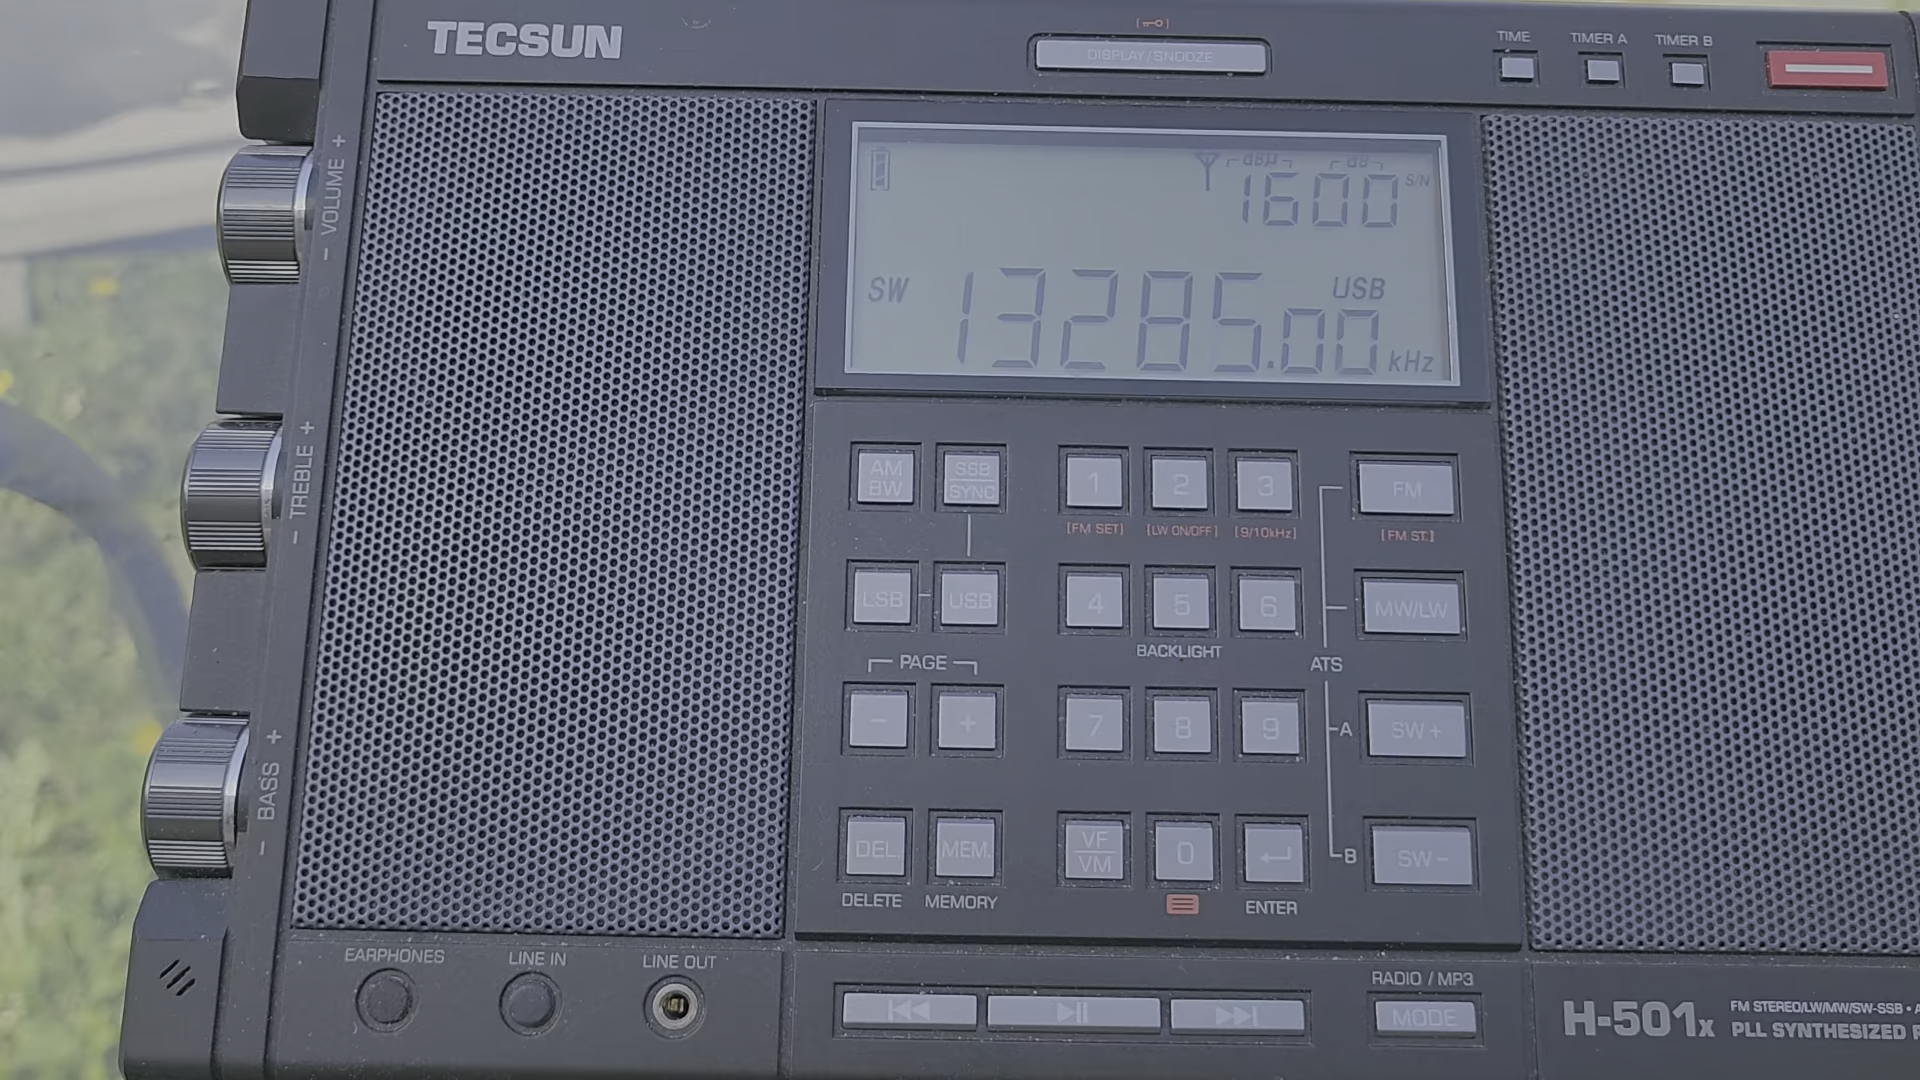 TECSUN
DISPLAY/SNOOZE
TIME
TIMER A
TIMER B
- VOLUME +
- TREBLE +
- BASS +
dBμ
dB
1600
S/N
SW
13285.00
USB
kHz
AM
BW
SSB
SYNC
1
2
3
FM
[FM SET]
[LW ON/OFF]
[9/10kHz]
[FM ST.]
LSB
USB
4
5
6
MW/LW
BACKLIGHT
PAGE
ATS
-
+
7
8
9
A
SW+
DEL.
MEM.
VF
VM
0
B
SW-
DELETE
MEMORY
ENTER
EARPHONES
LINE IN
LINE OUT
RADIO / MP3
MODE
H-501x
FM STEREO/LW/MW/SW-SSB •
PLL SYNTHESIZED